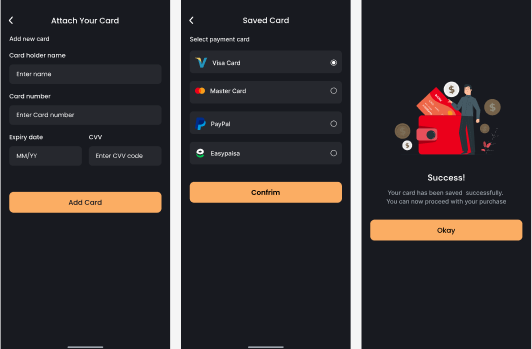 Attach Your Card
Add new card
Card holder name
Enter name
Card number
Enter Card number
Expiry date
CVV
MM/YY
Enter CVV code
Add Card
Saved Card
Select payment card
Visa Card
Master Card
PayPal
Easypaisa
Confrim
$
$
$
Success!
Your card has been saved successfully.
You can now proceed with your purchase
Okay